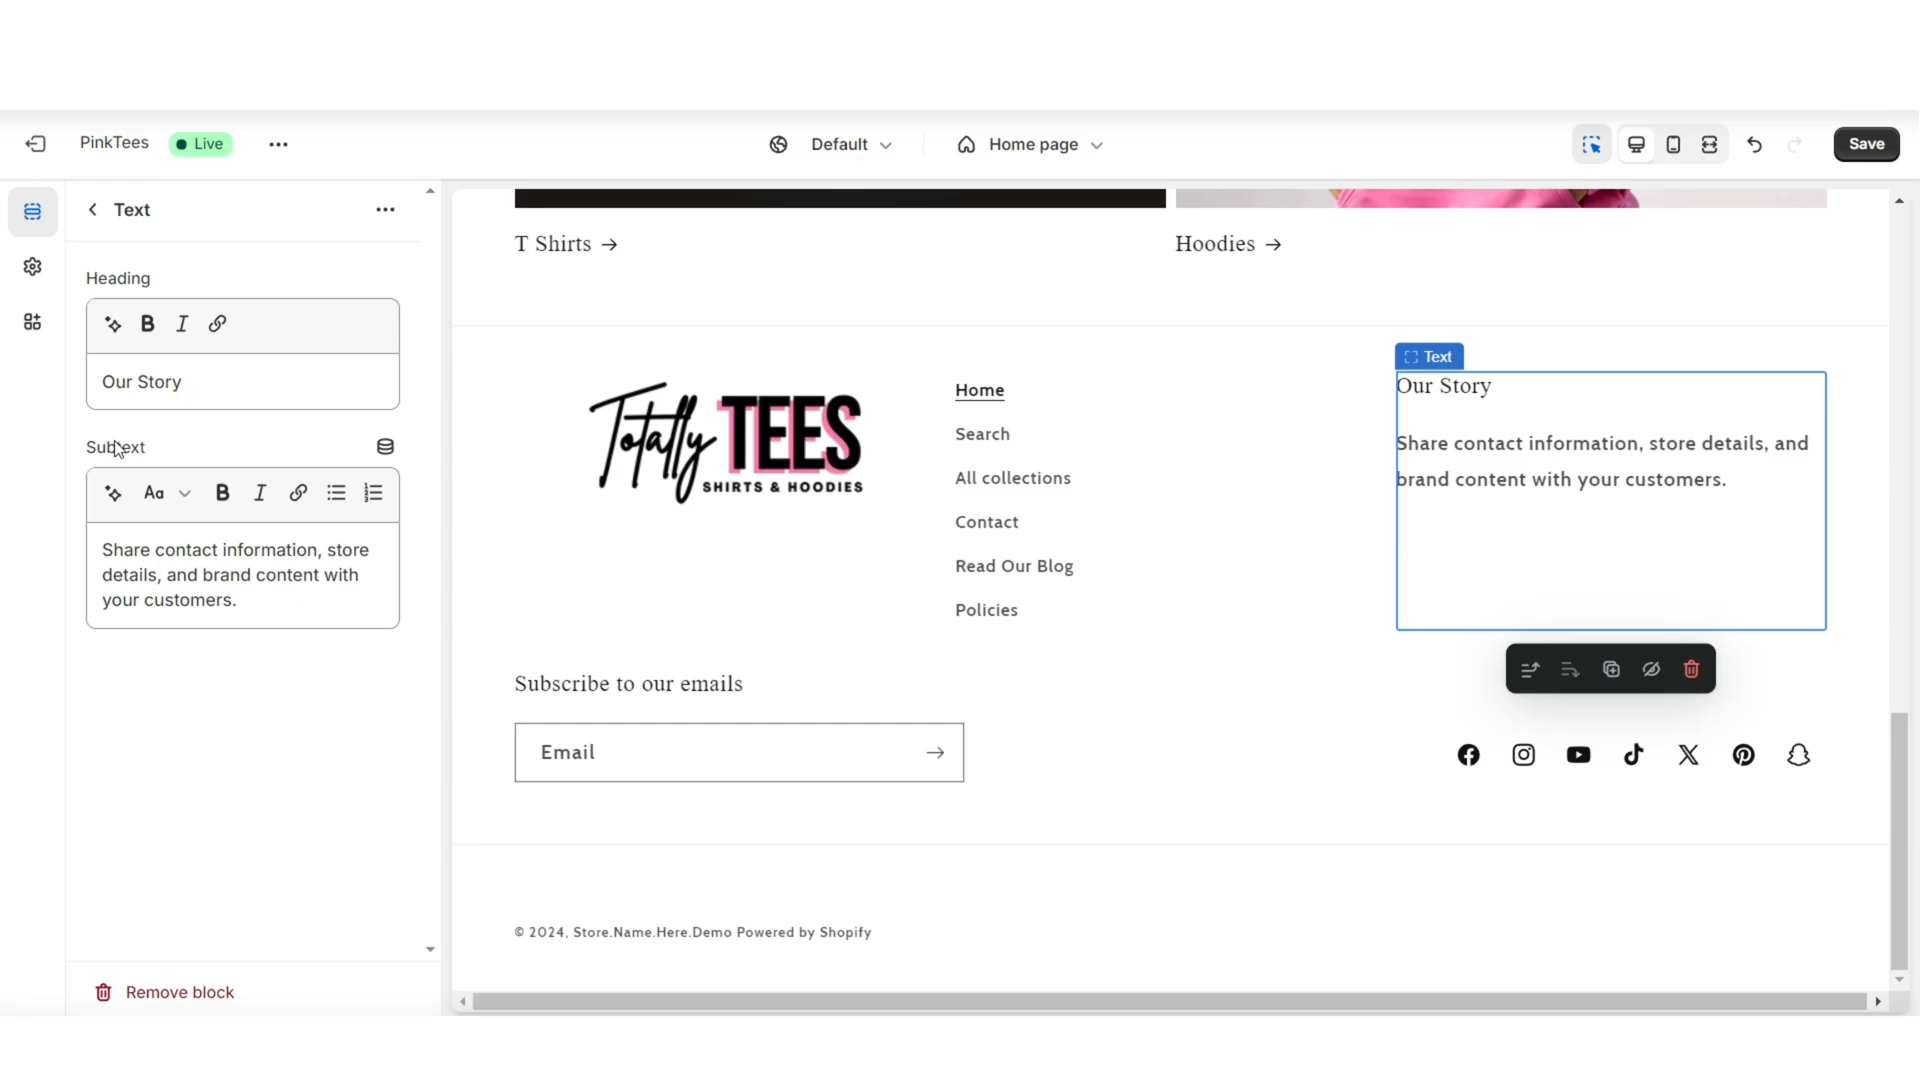 PinkTees
Live
Default
Home page
Save
Text
Heading
Our Story
Subtext
Aa
Share contact information, store
details, and brand content with
your customers.
Remove block
T Shirts →
Hoodies →
Totally TEES
SHIRTS & HOODIES
Home
Search
All collections
Contact
Read Our Blog
Policies
Text
Our Story
Share contact information, store details, and
brand content with your customers.
Subscribe to our emails
Email
© 2024, Store.Name.Here.Demo Powered by Shopify